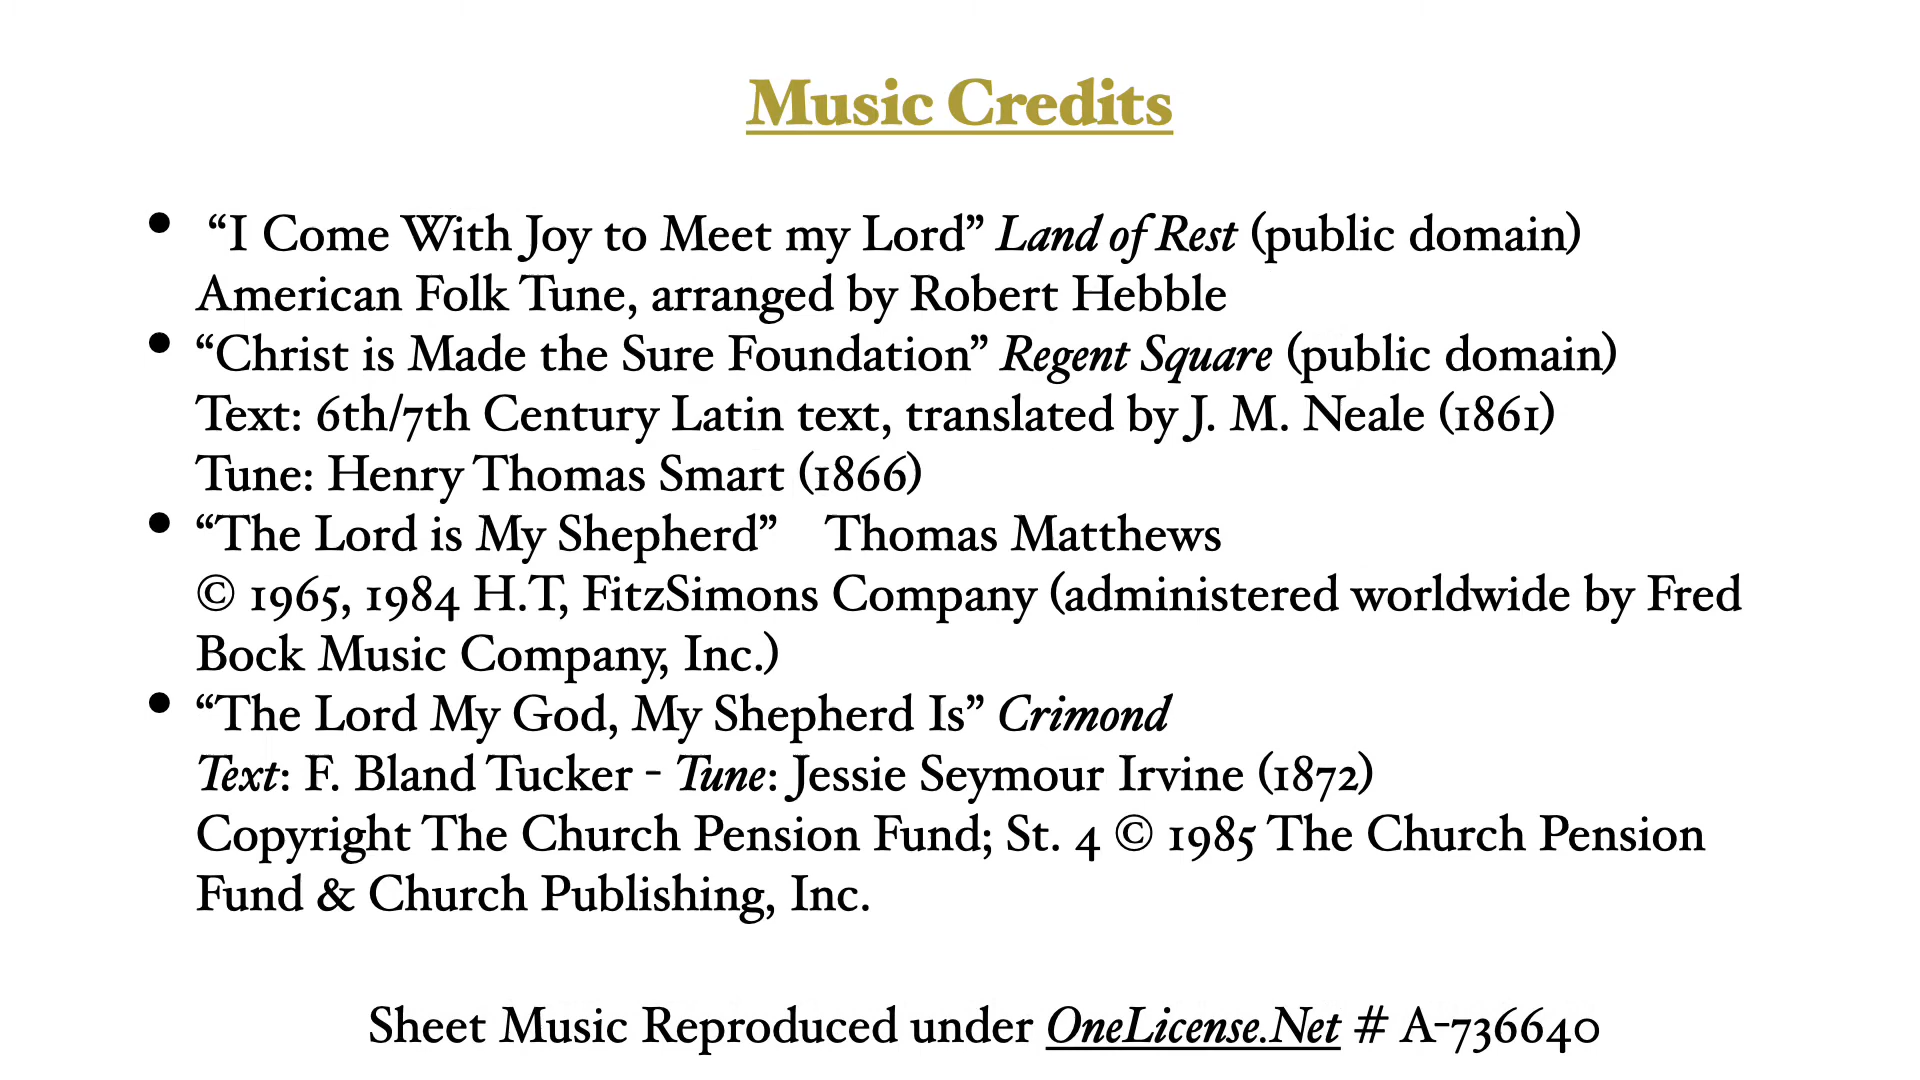 Music Credits
• “I Come With Joy to Meet my Lord” Land of Rest (public domain)
American Folk Tune, arranged by Robert Hebble
• “Christ is Made the Sure Foundation” Regent Square (public domain)
Text: 6th/7th Century Latin text, translated by J. M. Neale (1861)
Tune: Henry Thomas Smart (1866)
• “The Lord is My Shepherd”    Thomas Matthews
© 1965, 1984 H.T, FitzSimons Company (administered worldwide by Fred
Bock Music Company, Inc.)
• “The Lord My God, My Shepherd Is” Crimond
Text: F. Bland Tucker - Tune: Jessie Seymour Irvine (1872)
Copyright The Church Pension Fund; St. 4 © 1985 The Church Pension
Fund & Church Publishing, Inc.
Sheet Music Reproduced under OneLicense.Net # A-736640